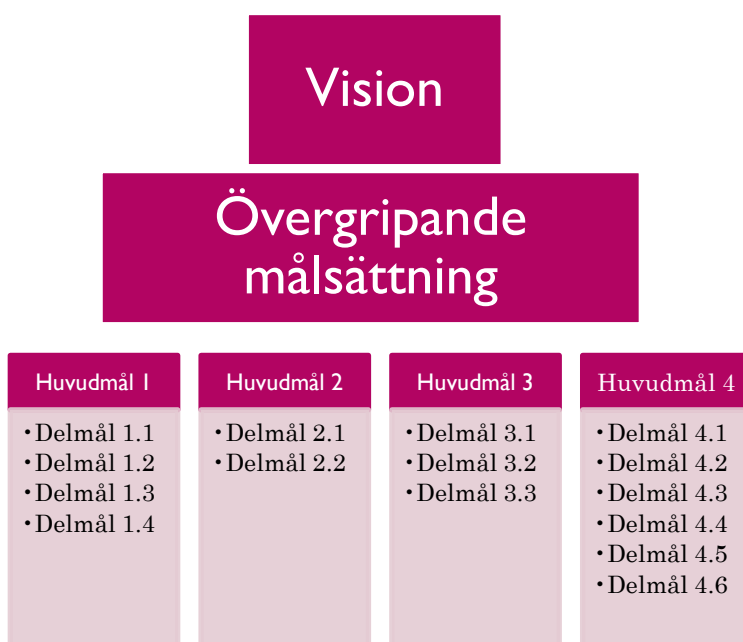 Vision
Övergripande
målsättning
Huvudmål 1
·Delmål 1.1
·Delmål 1.2
·Delmål 1.3
·Delmål 1.4
Huvudmål 2
·Delmål 2.1
·Delmål 2.2
Huvudmål 3
·Delmål 3.1
·Delmål 3.2
·Delmål 3.3
Huvudmål 4
·Delmål 4.1
·Delmål 4.2
·Delmål 4.3
·Delmål 4.4
·Delmål 4.5
·Delmål 4.6